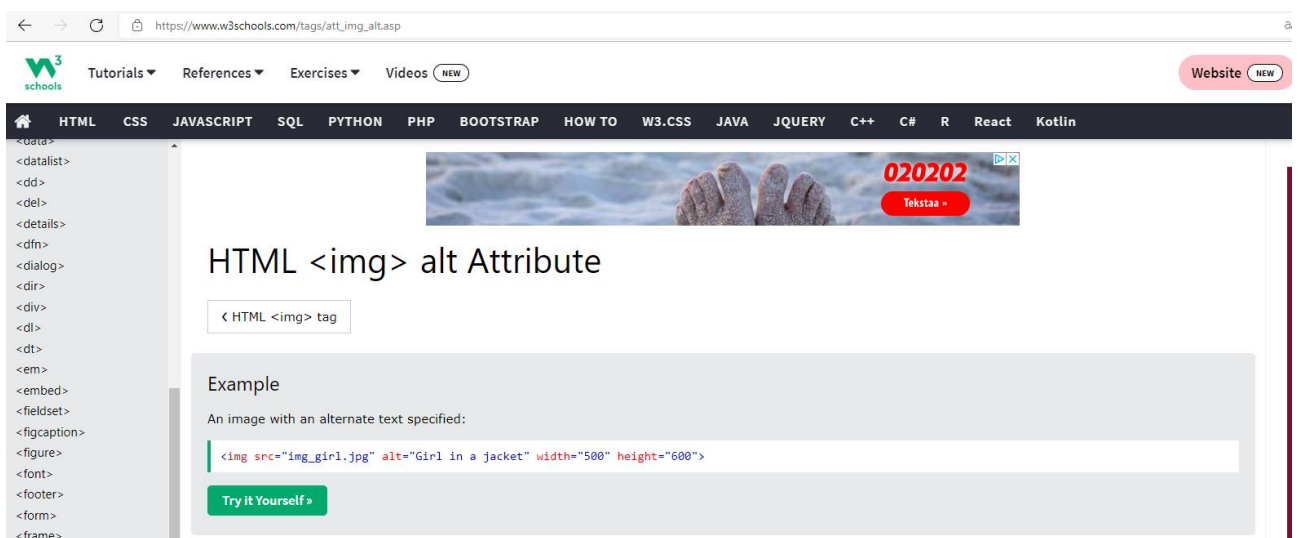 https://www.w3schools.com/tags/att_img_alt.asp
3
schools
Tutorials References Exercises Videos NEW
Website NEW
HTML CSS JAVASCRIPT SQL PYTHON PHP BOOTSTRAP HOW TO W3.CSS JAVA JQUERY C++ C# R React Kotlin
<data>
<datalist>
<dd>
<del>
<details>
<dfn>
<dialog>
<dir>
<div>
<dl>
<dt>
<em>
<embed>
<fieldset>
<figcaption>
<figure>
<font>
<footer>
<form>
<frame>
020202
Tekstaa »
HTML <img> alt Attribute
❮ HTML <img> tag
Example
An image with an alternate text specified:
<img src="img_girl.jpg" alt="Girl in a jacket" width="500" height="600">
Try it Yourself »